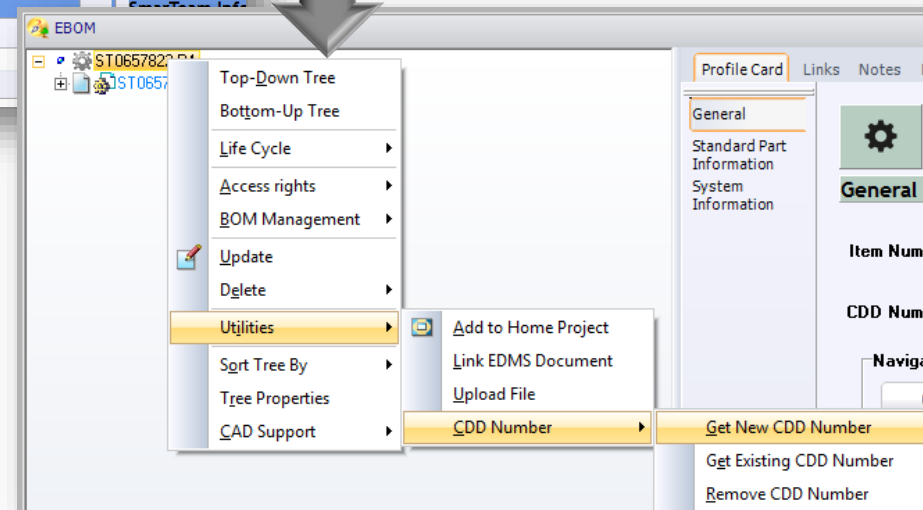 SmarTeam Info
EBOM
ST0657822
ST0657
Top-Down Tree
Bottom-Up Tree
Life Cycle
Access rights
BOM Management
Update
Delete
Utilities
Sort Tree By
Tree Properties
CAD Support
Add to Home Project
Link EDMS Document
Upload File
CDD Number
Get New CDD Number
Get Existing CDD Number
Remove CDD Number
Profile Card Links Notes
General
Standard Part
Information
System
Information
General
Item Num
CDD Num
Naviga